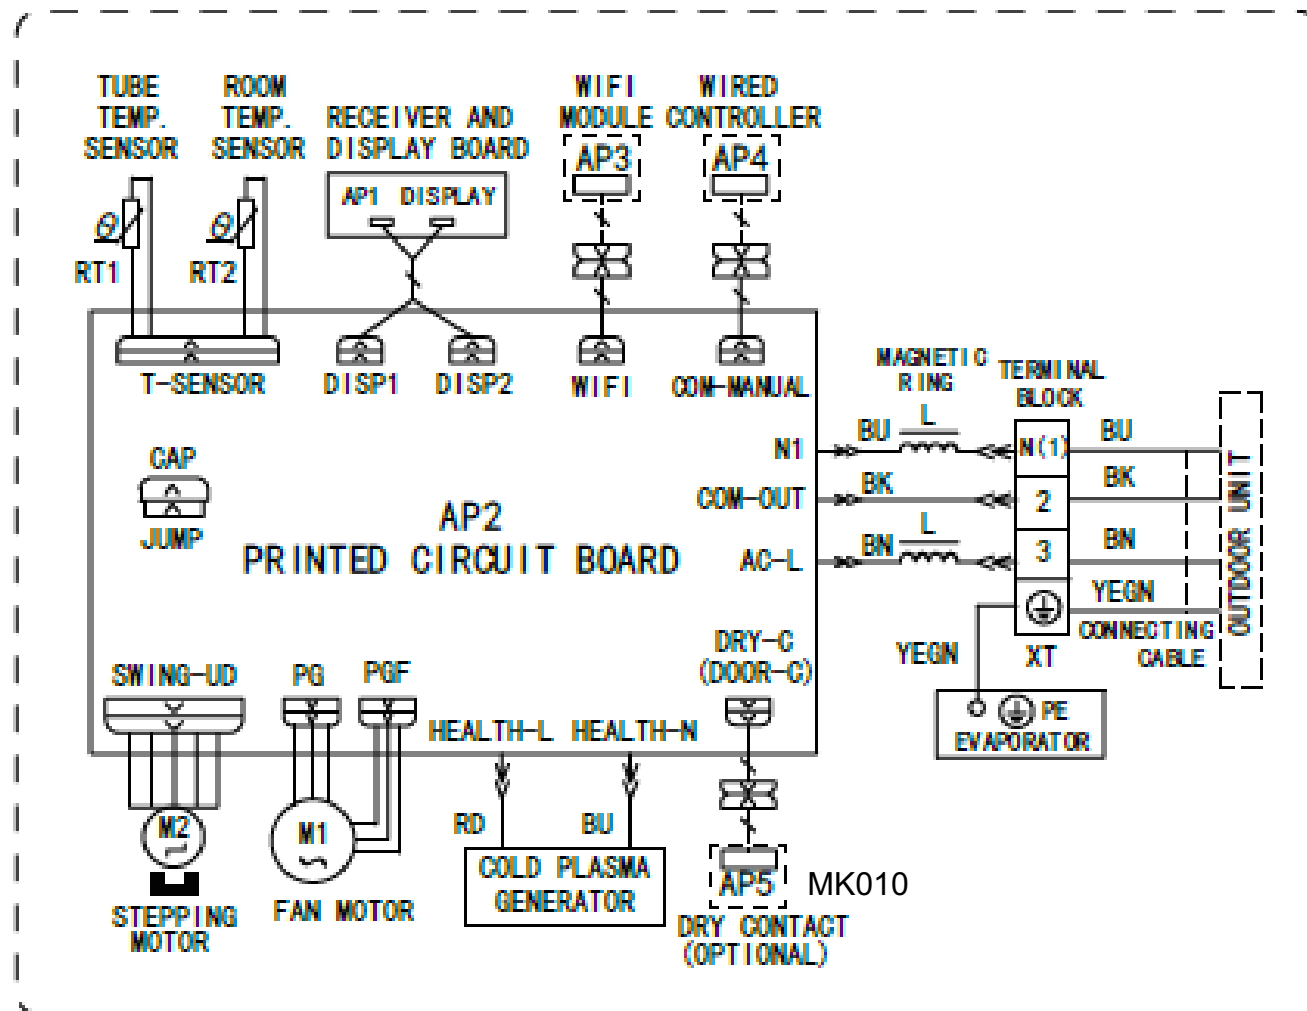 TUBE
TEMP.
SENSOR
ROOM
TEMP.
SENSOR
RECEIVER AND
DISPLAY BOARD
WIFI
MODULE
WIRED
CONTROLLER
AP1 DISPLAY
AP3
AP4
θ
θ
RT1
RT2
T-SENSOR
DISP1
DISP2
WIFI
COM-MANUAL
MAGNETIC
RING
TERMINAL
BLOCK
N1
BU
L
N(1)
BU
COM-OUT
BK
2
BK
AC-L
BN
L
3
BN
YEGN
OUTDOOR UNIT
CONNECTING
CABLE
XT
YEGN
PE
EVAPORATOR
CAP
JUMP
AP2
PRINTED CIRCUIT BOARD
SWING-UD
PG
PGF
HEALTH-L
HEALTH-N
DRY-C
(DOOR-C)
M2
M1
RD
BU
STEPPING
MOTOR
FAN MOTOR
COLD PLASMA
GENERATOR
AP5
MK010
DRY CONTACT
(OPTIONAL)